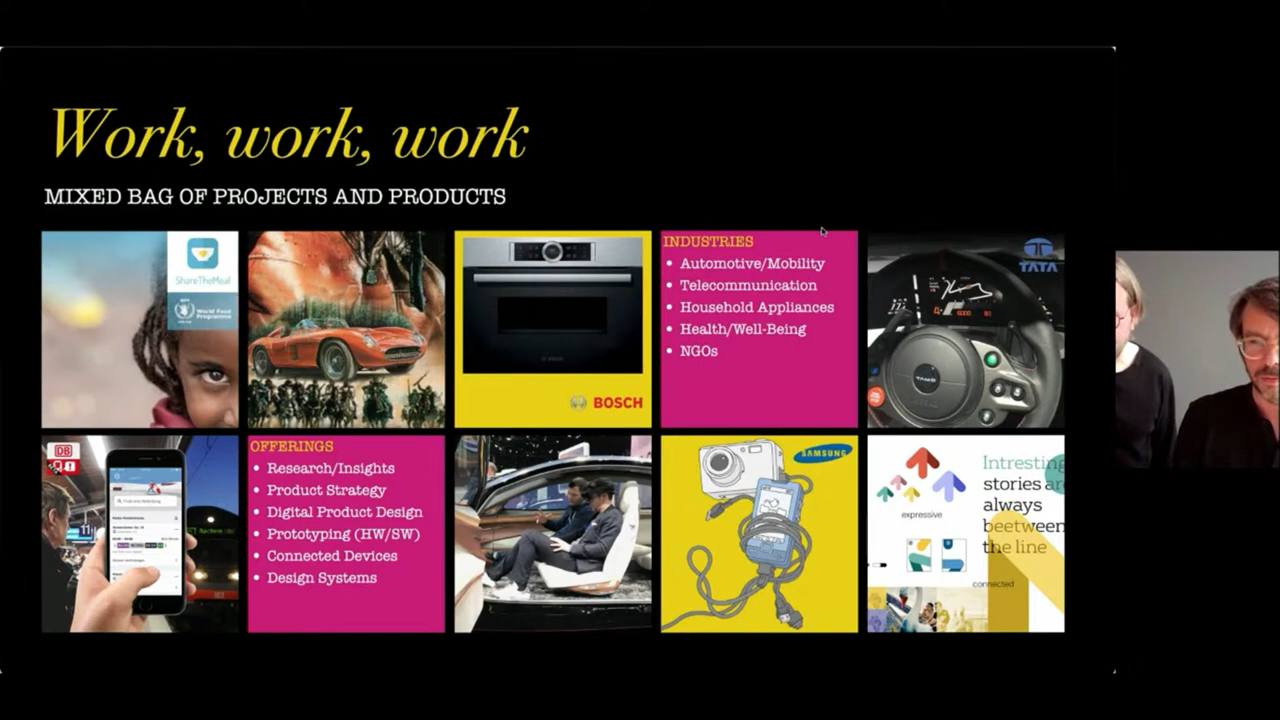 Work, work, work
MIXED BAG OF PROJECTS AND PRODUCTS
ShareTheMeal
World Food
Programme
BOSCH
INDUSTRIES
• Automotive/Mobility
• Telecommunication
• Household Appliances
• Health/Well-Being
• NGOs
TATA
DB
11
OFFERINGS
• Research/Insights
• Product Strategy
• Digital Product Design
• Prototyping (HW/SW)
• Connected Devices
• Design Systems
SAMSUNG
expressive
Intresting
stories are
always
beetween
the line
connected